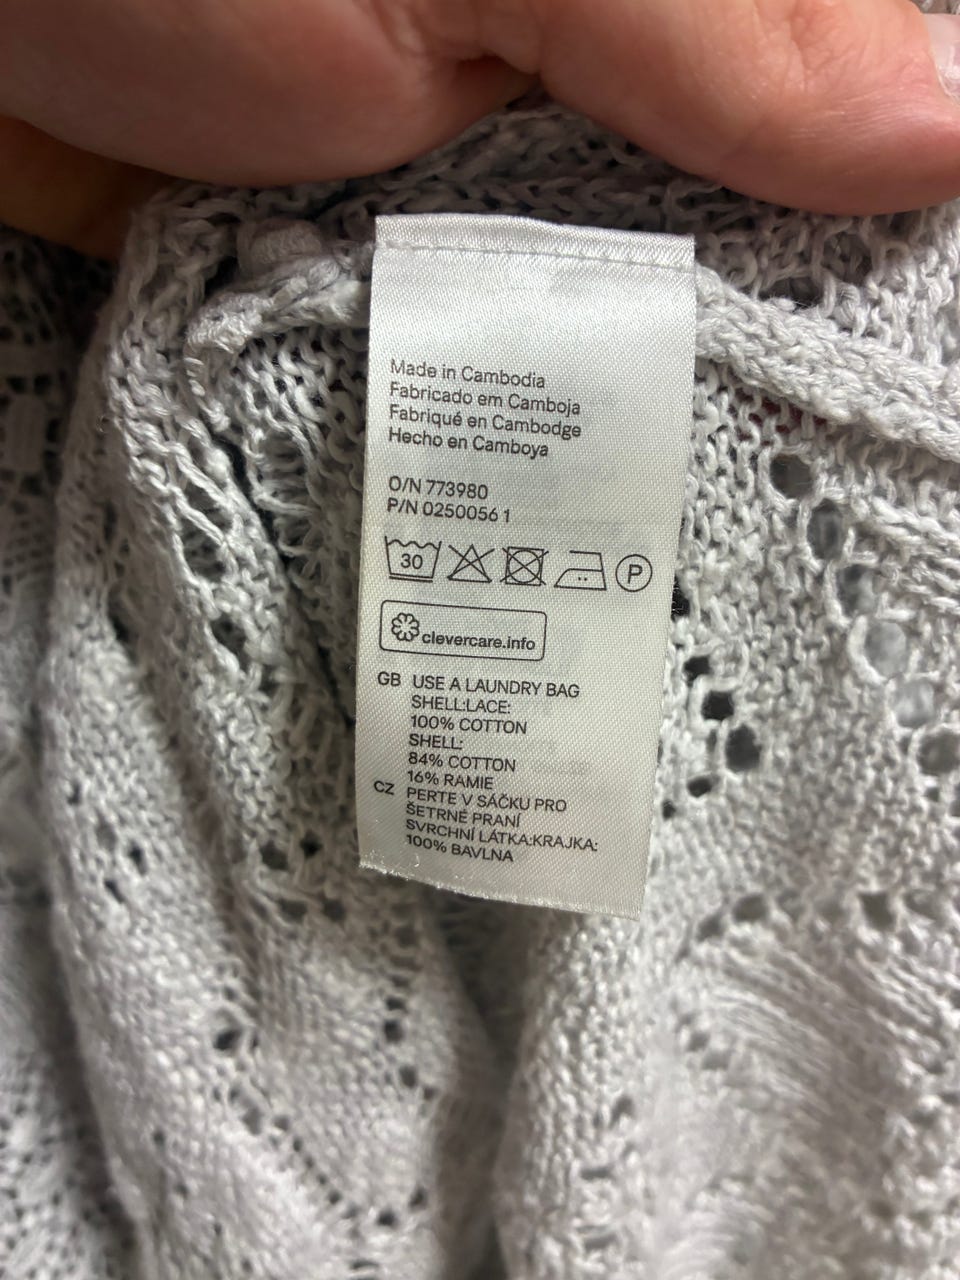 Made in Cambodia
Fabricado em Camboja
Fabriqué en Cambodge
Hecho en Camboya
O/N 773980
P/N 0250056 1
30 P
clevercare.info
GB USE A LAUNDRY BAG
SHELL:LACE:
100% COTTON
SHELL:
84% COTTON
16% RAMIE
CZ PERTE V SÁČKU PRO
ŠETRNÉ PRANÍ
SVRCHNÍ LÁTKA:KRAJKA:
100% BAVLNA